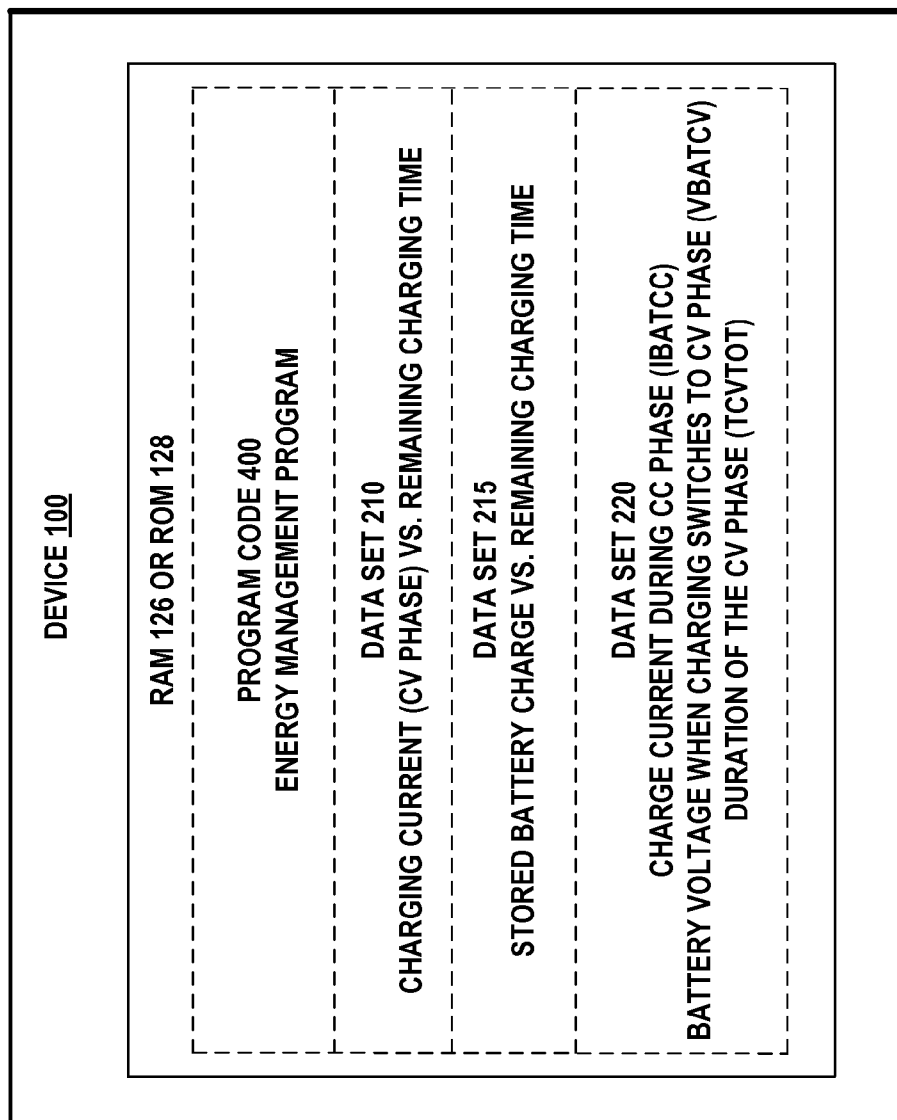 DEVICE 100
RAM 126 OR ROM 128
PROGRAM CODE 400
ENERGY MANAGEMENT PROGRAM
DATA SET 210
CHARGING CURRENT (CV PHASE) VS. REMAINING CHARGING TIME
DATA SET 215
STORED BATTERY CHARGE VS. REMAINING CHARGING TIME
DATA SET 220
CHARGE CURRENT DURING CC PHASE (IBATCC)
BATTERY VOLTAGE WHEN CHARGING SWITCHES TO CV PHASE (VBATCV)
DURATION OF THE CV PHASE (TCVTOT)